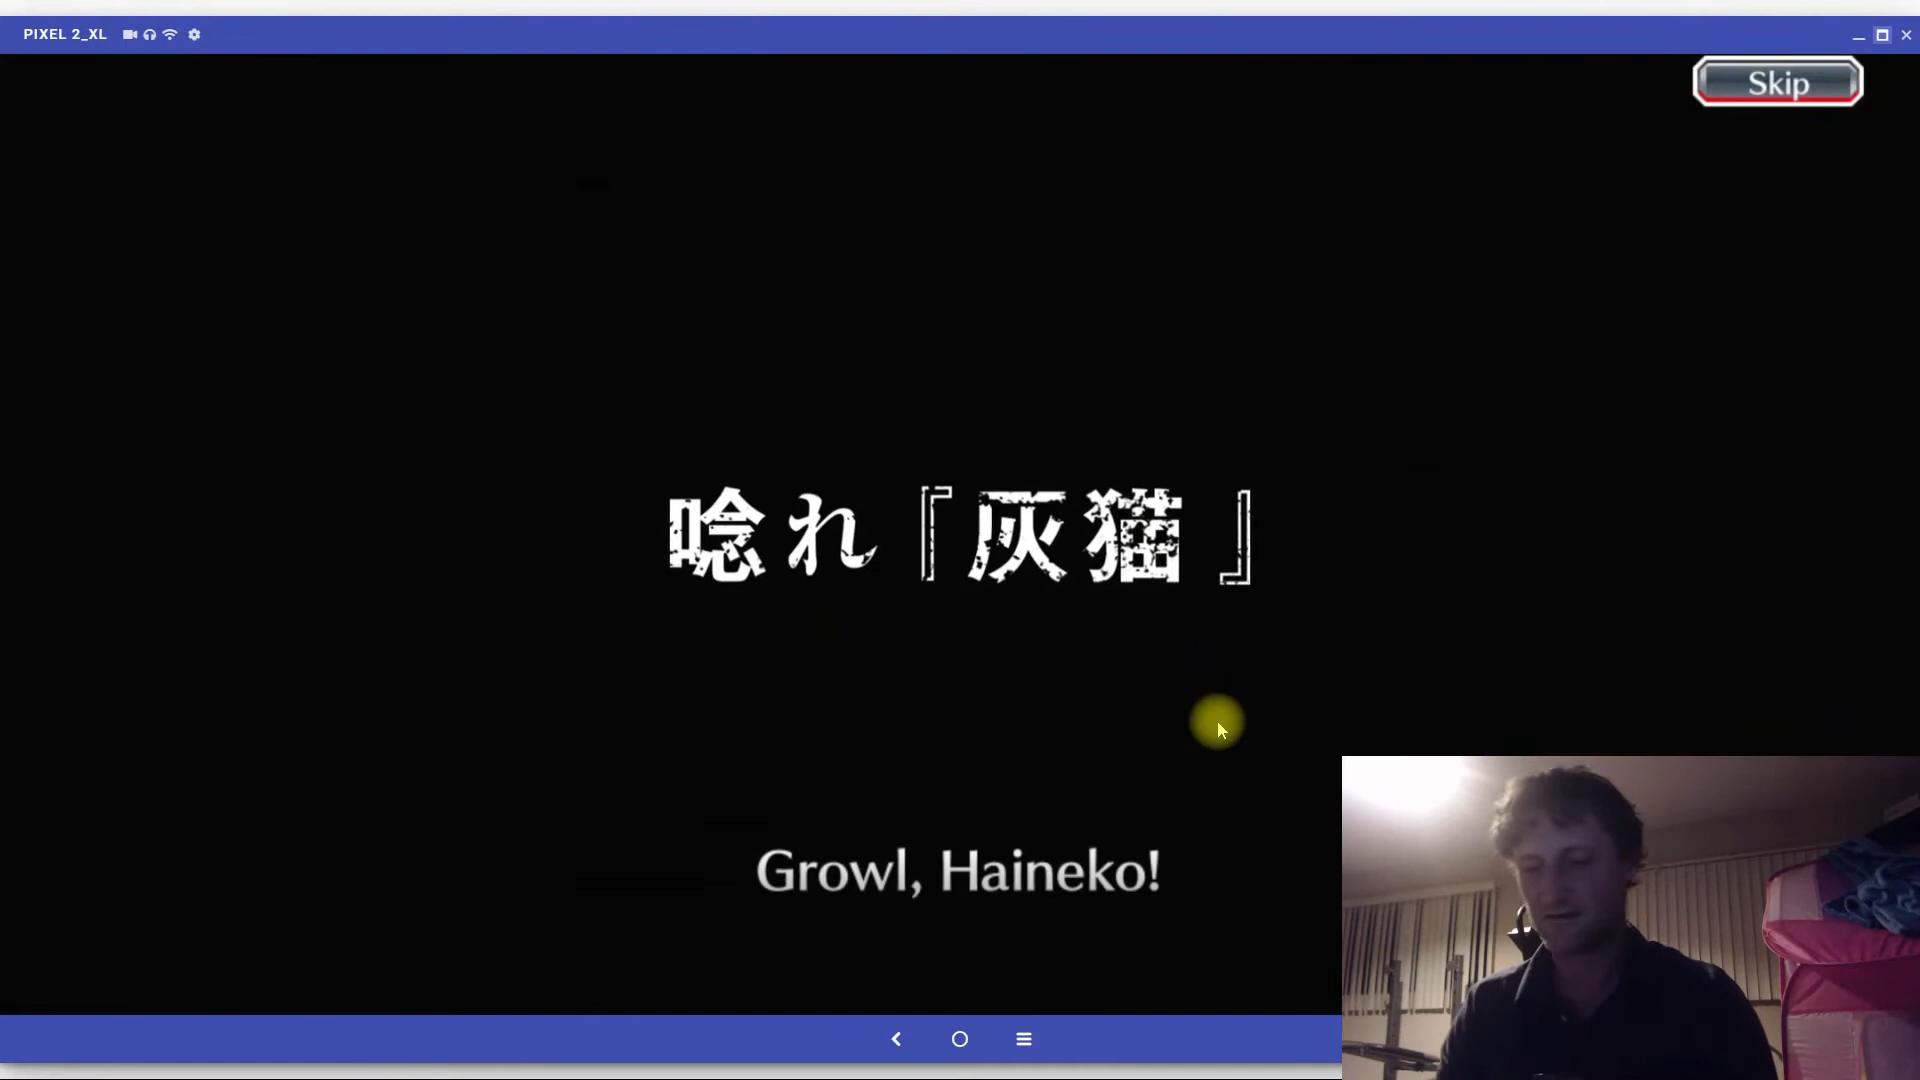 PIXEL 2_XL
Skip
唸れ『灰猫』
Growl, Haineko!